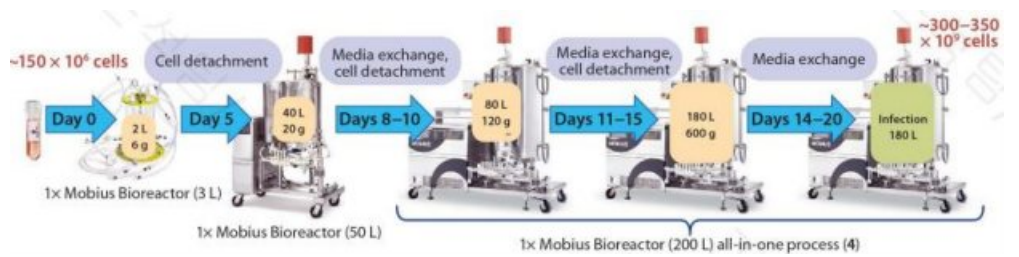 ~150 × 10⁶ cells
Day 0
2 L
6 g
1× Mobius Bioreactor (3 L)
Cell detachment
Day 5
40 L
20 g
1× Mobius Bioreactor (50 L)
Media exchange,
cell detachment
Days 8–10
80 L
120 g
Media exchange,
cell detachment
Days 11–15
180 L
600 g
Media exchange
Days 14–20
~300–350
× 10⁹ cells
Infection
180 L
1× Mobius Bioreactor (200 L) all-in-one process (4)